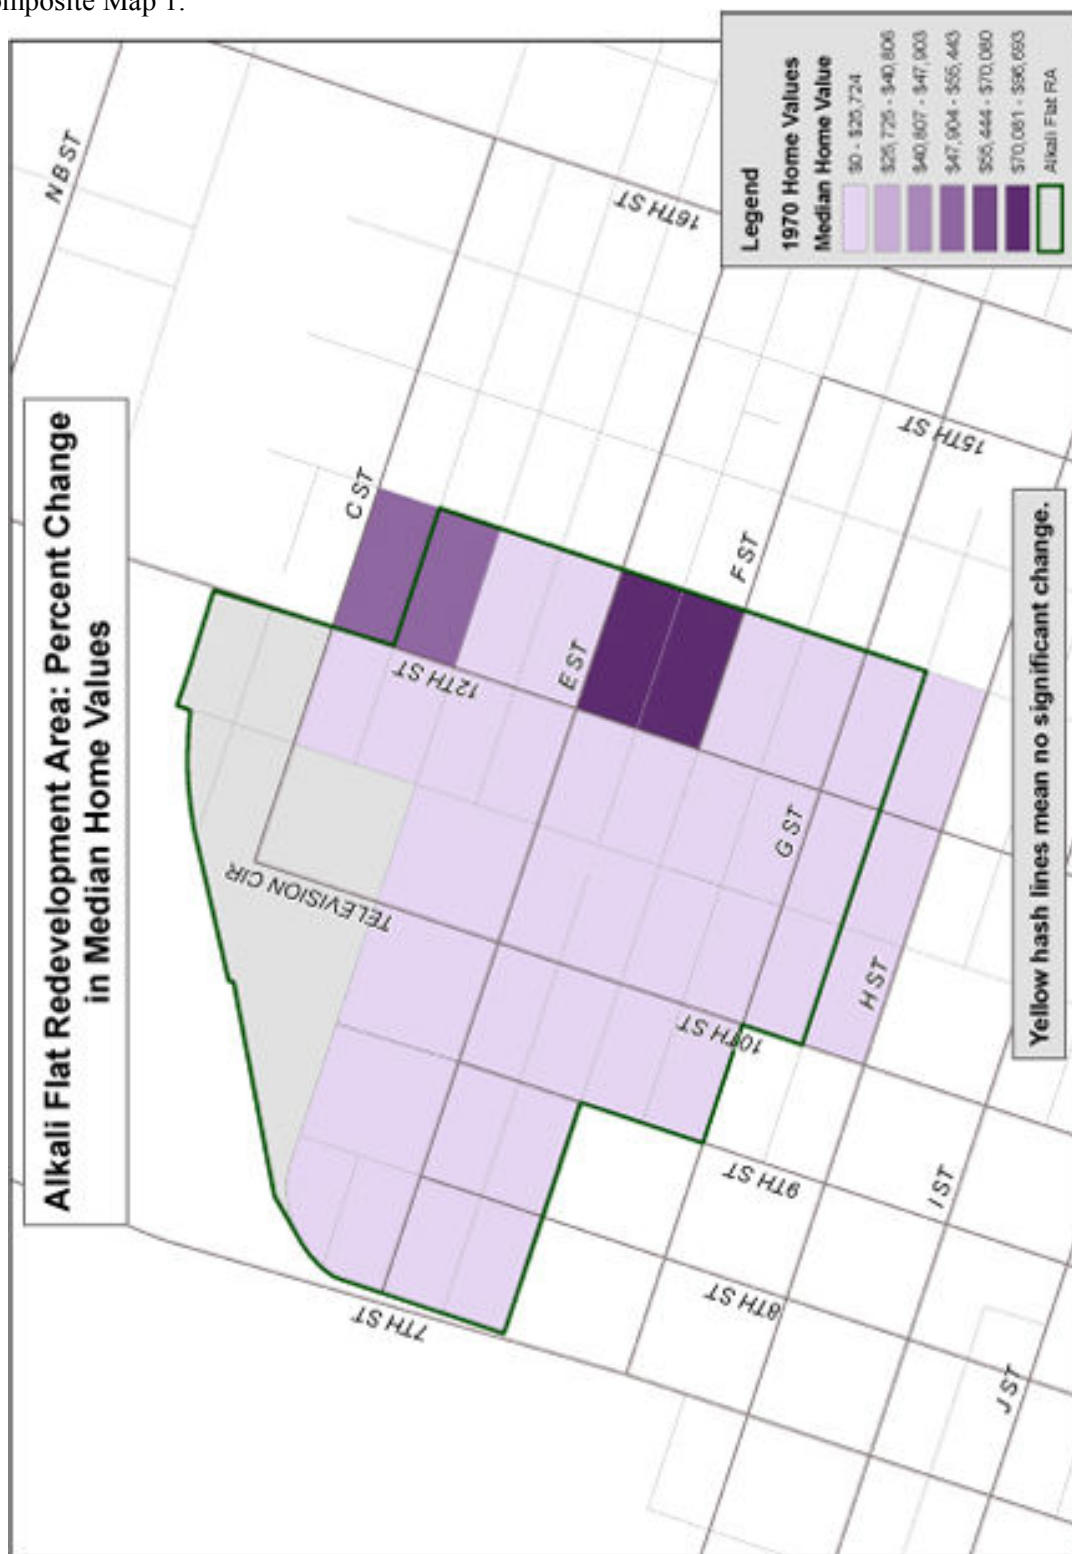 omposite Map 1.
Alkali Flat Redevelopment Area: Percent Change
in Median Home Values
N B ST
16TH ST
C ST
12TH ST
E ST
F ST
15TH ST
TELEVISION CIR
G ST
10TH ST
H ST
7TH ST
9TH ST
8TH ST
I ST
J ST
Legend
1970 Home Values
Median Home Value
$0 - $25,724
$25,725 - $40,806
$40,807 - $47,903
$47,904 - $55,443
$55,444 - $70,080
$70,081 - $96,693
Alkali Flat RA
Yellow hash lines mean no significant change.